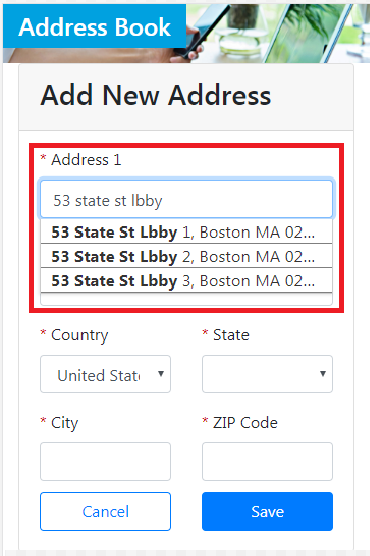 Address Book
Add New Address
* Address 1
53 state st lbby
53 State St Lbby 1, Boston MA 02...
53 State St Lbby 2, Boston MA 02...
53 State St Lbby 3, Boston MA 02...
* Country * State
United State
* City * ZIP Code
Cancel Save